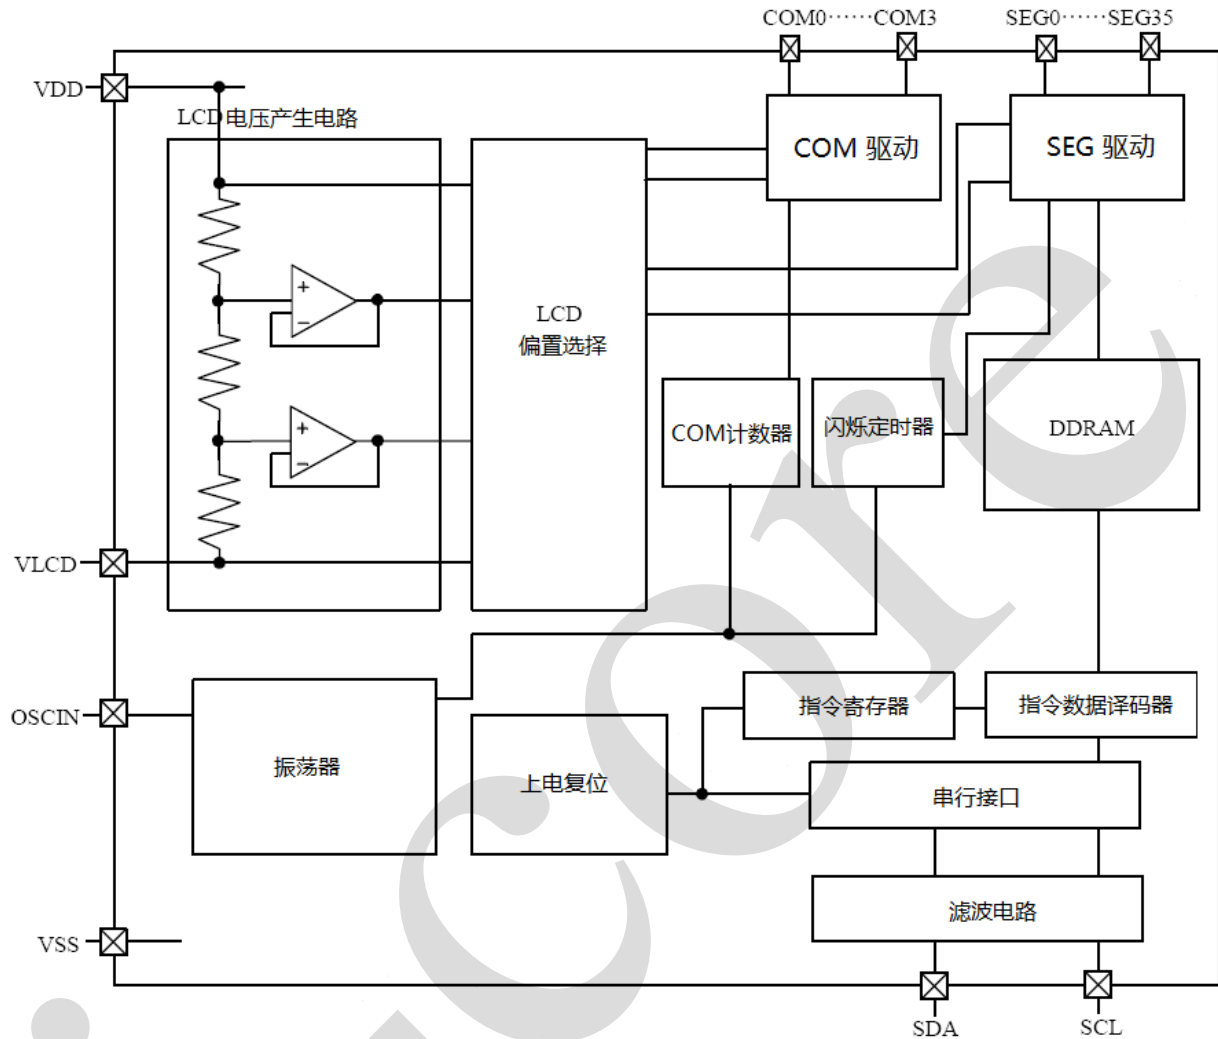 COM0······COM3
SEG0······SEG35
VDD
LCD 电压产生电路
COM 驱动
SEG 驱动
+
−
LCD
偏置选择
COM计数器
闪烁定时器
DDRAM
+
−
VLCD
OSCIN
振荡器
上电复位
指令寄存器
指令数据译码器
串行接口
滤波电路
VSS
SDA
SCL